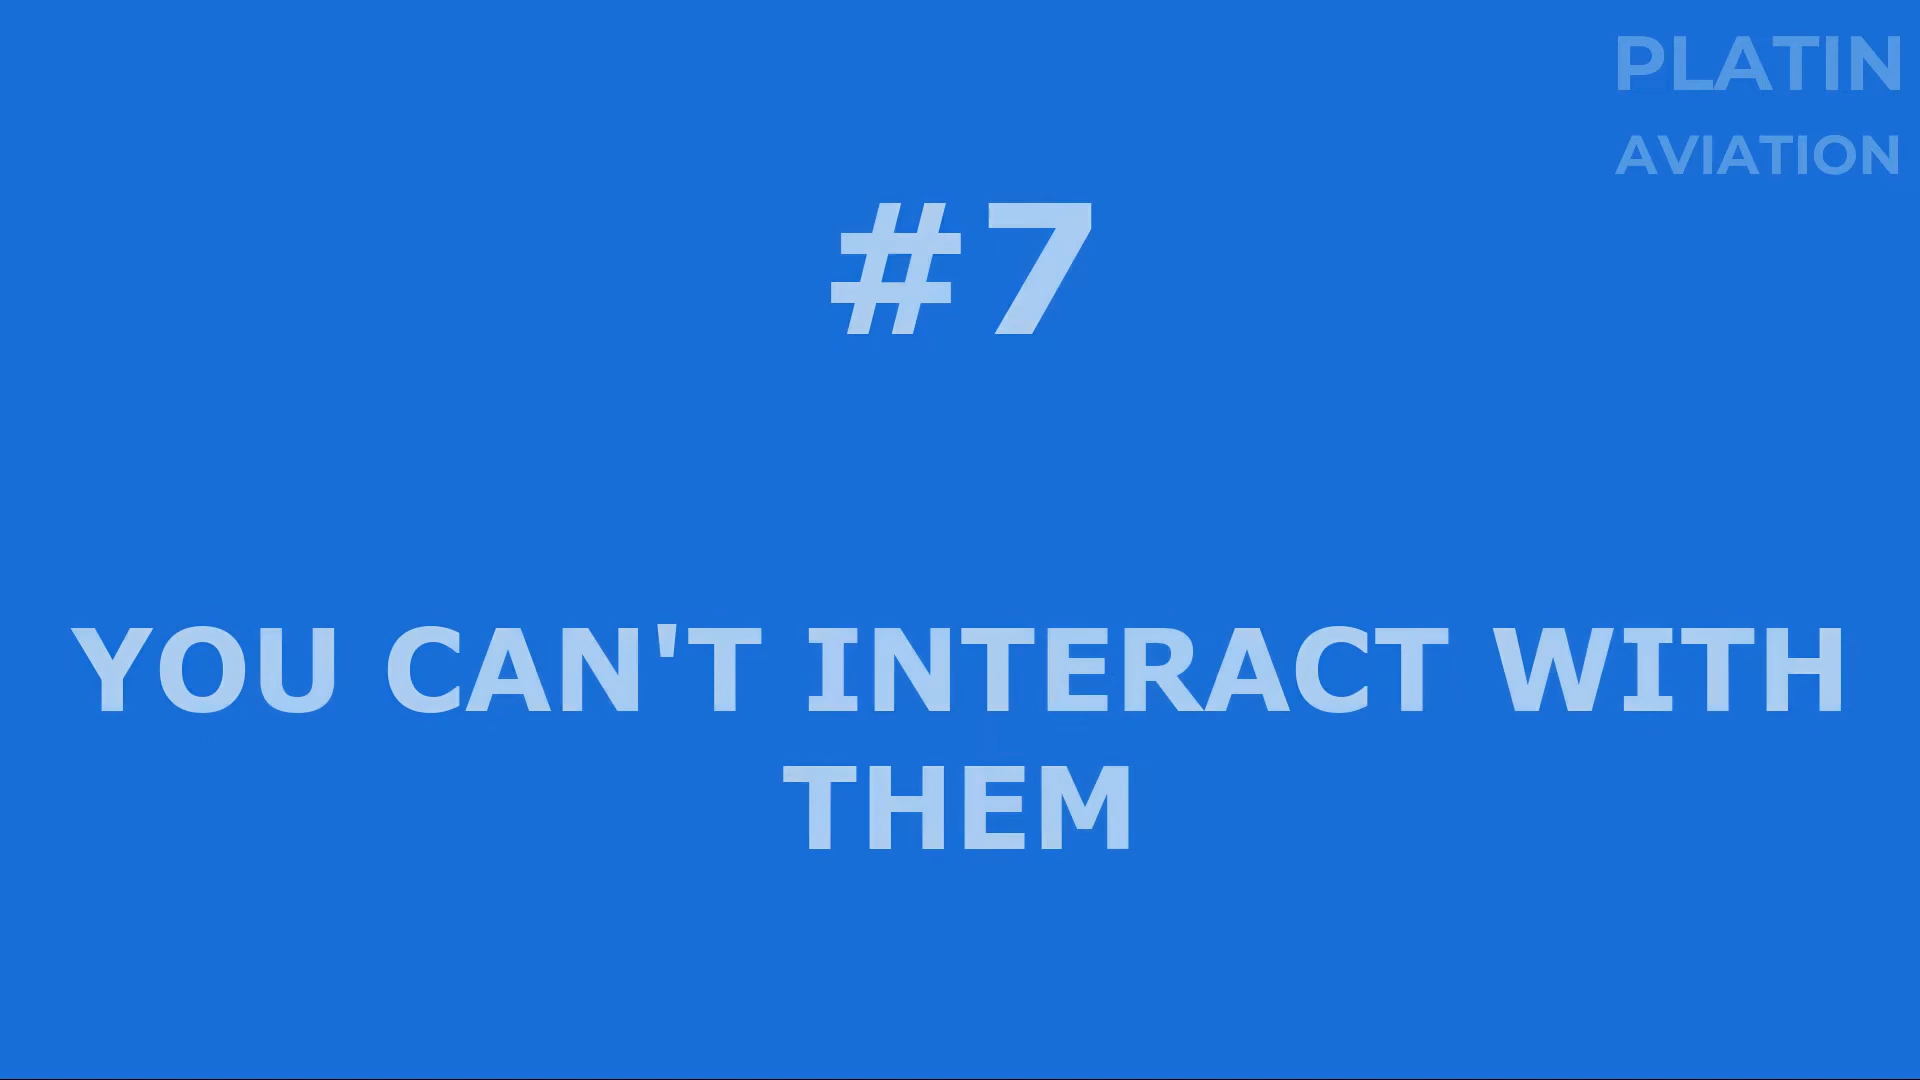 PLATIN
AVIATION
#7
YOU CAN'T INTERACT WITH
THEM